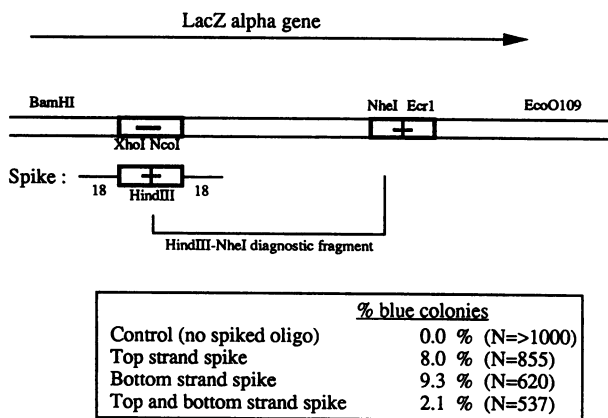 LacZ alpha gene
BamHI
NheI Ecr1
EcoO109
—
+
XhoI NcoI
Spike :
18
+
18
HindIII
HindIII-NheI diagnostic fragment
% blue colonies
Control (no spiked oligo) 0.0 % (N=>1000)
Top strand spike 8.0 % (N=855)
Bottom strand spike 9.3 % (N=620)
Top and bottom strand spike 2.1 % (N=537)